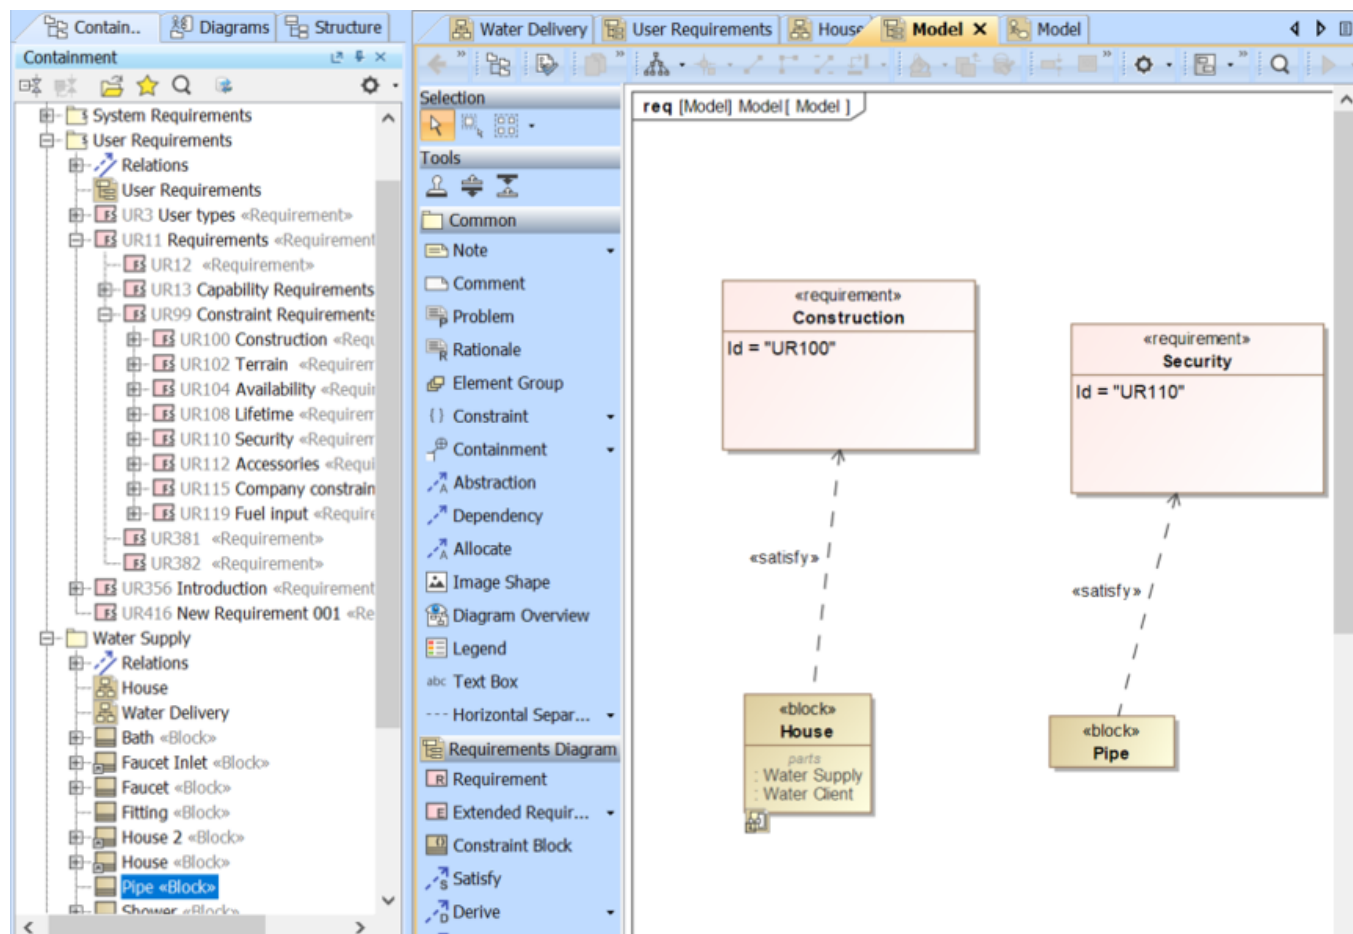 Contain..
Diagrams
Structure
Containment
System Requirements
User Requirements
Relations
User Requirements
UR3 User types «Requirement»
UR11 Requirements «Requirement
UR12 «Requirement»
UR13 Capability Requirements
UR99 Constraint Requirements
UR100 Construction «Requ
UR102 Terrain «Requirem
UR104 Availability «Requir
UR108 Lifetime «Requirem
UR110 Security «Requirem
UR112 Accessories «Requi
UR115 Company constrain
UR119 Fuel input «Require
UR381 «Requirement»
UR382 «Requirement»
UR356 Introduction «Requirement
UR416 New Requirement 001 «Re
Water Supply
Relations
House
Water Delivery
Bath «Block»
Faucet Inlet «Block»
Faucet «Block»
Fitting «Block»
House 2 «Block»
House «Block»
Pipe «Block»
Shower «Block»
Water Delivery
User Requirements
House
Model
Model
Selection
Tools
Common
Note
Comment
Problem
Rationale
Element Group
Constraint
Containment
Abstraction
Dependency
Allocate
Image Shape
Diagram Overview
Legend
abc Text Box
Horizontal Separ...
Requirements Diagram
Requirement
Extended Requir...
Constraint Block
Satisfy
Derive
req [Model] Model[ Model ]
«requirement»
Construction
Id = "UR100"
«requirement»
Security
Id = "UR110"
«satisfy»
«satisfy»
«block»
House
parts
: Water Supply
: Water Client
«block»
Pipe